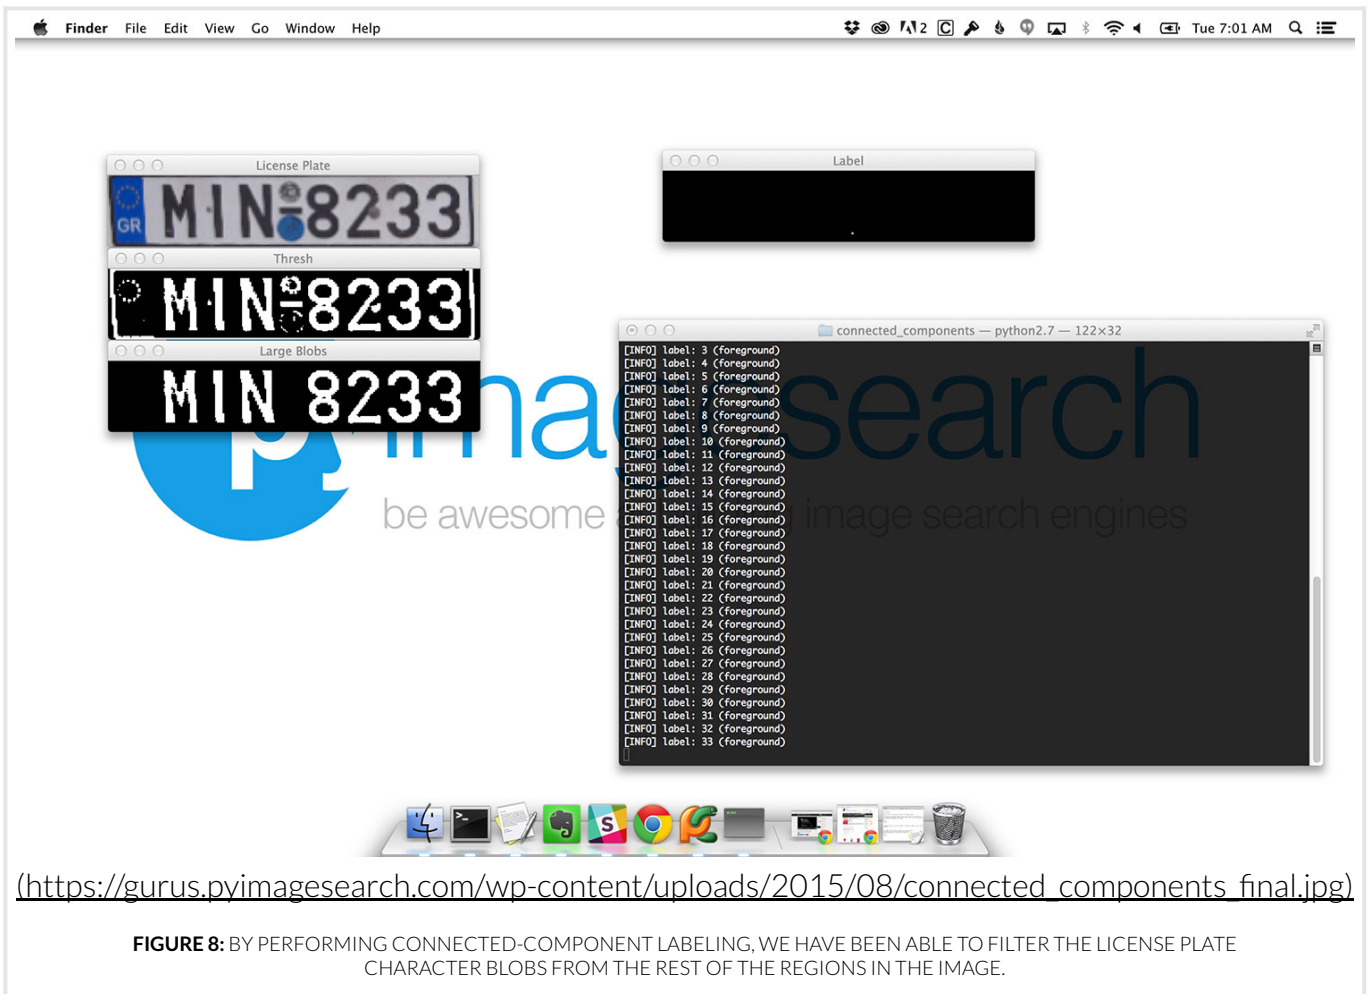 Finder File Edit View Go Window Help
2 Tue 7:01 AM
License Plate
GR MIN 8233
Thresh
MIN 8233
Large Blobs
MIN 8233
Label
connected_components — python2.7 — 122×32
[INFO] label: 3 (foreground)
[INFO] label: 4 (foreground)
[INFO] label: 5 (foreground)
[INFO] label: 6 (foreground)
[INFO] label: 7 (foreground)
[INFO] label: 8 (foreground)
[INFO] label: 9 (foreground)
[INFO] label: 10 (foreground)
[INFO] label: 11 (foreground)
[INFO] label: 12 (foreground)
[INFO] label: 13 (foreground)
[INFO] label: 14 (foreground)
[INFO] label: 15 (foreground)
[INFO] label: 16 (foreground)
[INFO] label: 17 (foreground)
[INFO] label: 18 (foreground)
[INFO] label: 19 (foreground)
[INFO] label: 20 (foreground)
[INFO] label: 21 (foreground)
[INFO] label: 22 (foreground)
[INFO] label: 23 (foreground)
[INFO] label: 24 (foreground)
[INFO] label: 25 (foreground)
[INFO] label: 26 (foreground)
[INFO] label: 27 (foreground)
[INFO] label: 28 (foreground)
[INFO] label: 29 (foreground)
[INFO] label: 30 (foreground)
[INFO] label: 31 (foreground)
[INFO] label: 32 (foreground)
[INFO] label: 33 (foreground)
py imagesearch
be awesome image search engines
(https://gurus.pyimagesearch.com/wp-content/uploads/2015/08/connected_components_final.jpg)
FIGURE 8: BY PERFORMING CONNECTED-COMPONENT LABELING, WE HAVE BEEN ABLE TO FILTER THE LICENSE PLATE
CHARACTER BLOBS FROM THE REST OF THE REGIONS IN THE IMAGE.